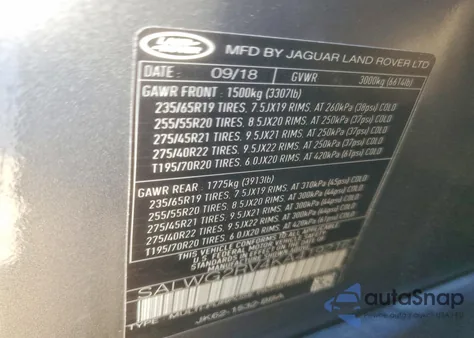 LAND ROVER
MFD BY JAGUAR LAND ROVER LTD
DATE : 09/18 GVWR 3000kg (6614lb)
GAWR FRONT : 1500kg (3307lb)
235/65R19 TIRES, 7.5JX19 RIMS, AT 260kPa (38psi) COLD
255/55R20 TIRES, 8.5JX20 RIMS, AT 250kPa (37psi) COLD
275/45R21 TIRES, 9.5JX21 RIMS, AT 250kPa (37psi) COLD
275/40R22 TIRES, 9.5JX22 RIMS, AT 250kPa (37psi) COLD
T195/70R20 TIRES, 6.0JX20 RIMS, AT 420kPa (61psi) COLD
GAWR REAR : 1775kg (3913lb)
235/65R19 TIRES, 7.5JX19 RIMS, AT 310kPa (45psi) COLD
255/55R20 TIRES, 8.5JX20 RIMS, AT 300kPa (44psi) COLD
275/45R21 TIRES, 9.5JX21 RIMS, AT 300kPa (44psi) COLD
275/40R22 TIRES, 9.5JX22 RIMS, AT 300kPa (44psi) COLD
T195/70R20 TIRES, 6.0JX20 RIMS, AT 420kPa (61psi) COLD
THIS VEHICLE CONFORMS TO ALL
TYPE :
autoSnap